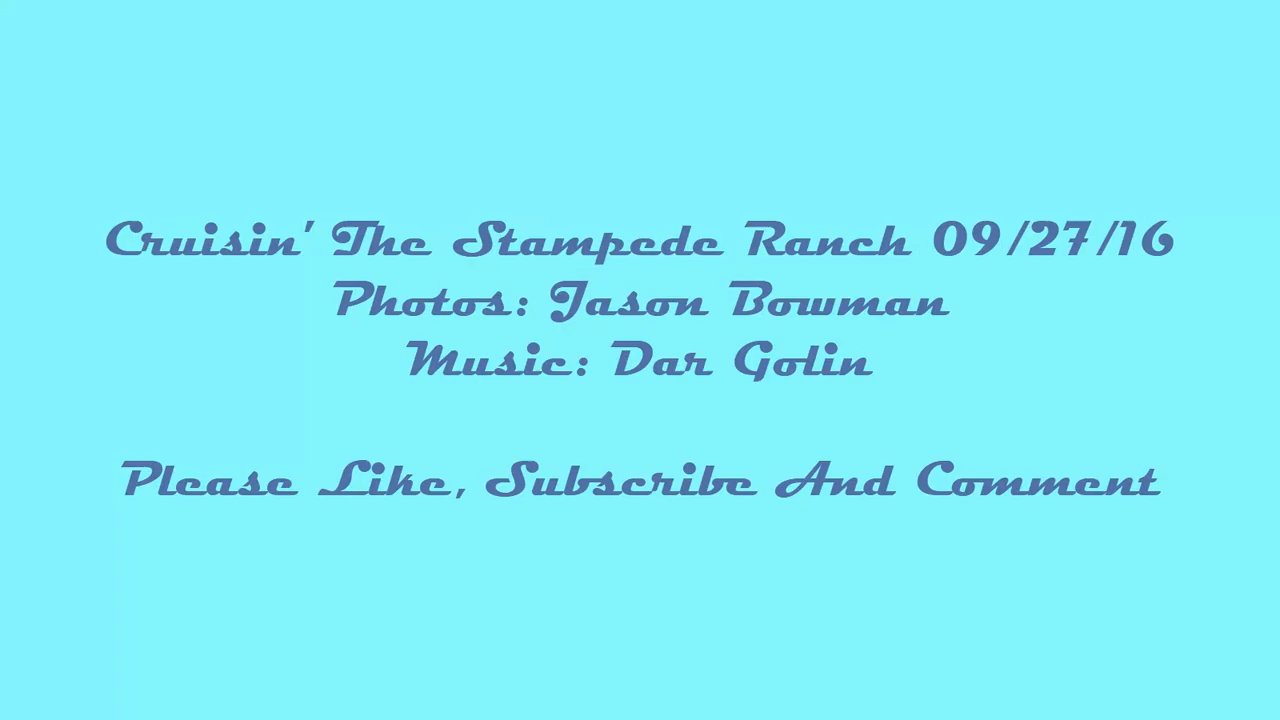 Cruisin' The Stampede Ranch 09/27/16
Photos: Jason Bowman
Music: Dar Golin
Please Like, Subscribe And Comment